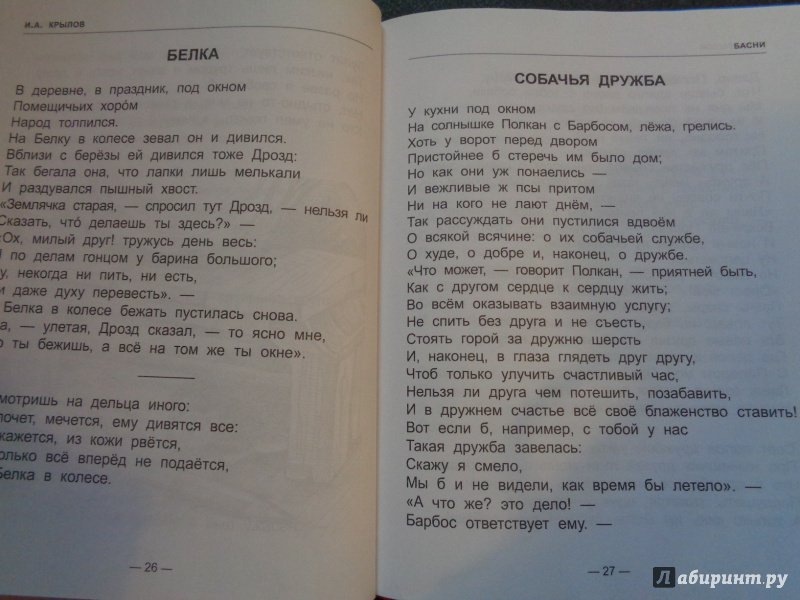 И.А. КРЫЛОВ
БЕЛКА
В деревне, в праздник, под окном
Помещичьих хоро́м
Народ толпился.
На Белку в колесе зевал он и дивился.
Вблизи с берёзы ей дивился тоже Дрозд:
Так бегала она, что лапки лишь мелькали
И раздувался пышный хвост.
«Землячка старая, — спросил тут Дрозд, — нельзя ли
Сказать, что́ делаешь ты здесь?» —
«Ох, милый друг! тружусь день весь:
по делам гонцом у барина большого;
у, некогда ни пить, ни есть,
и даже духу перевесть». —
Белка в колесе бежать пустилась снова.
а, — улетая, Дрозд сказал, — то ясно мне,
о ты бежишь, а всё на том же ты окне».
мотришь на дельца иного:
почет, мечется, ему дивятся все:
кажется, из кожи рвётся,
олько всё вперёд не подаётся,
Белка в колесе.
— 26 —
БАСНИ
СОБАЧЬЯ ДРУЖБА
У кухни под окном
На солнышке Полкан с Барбосом, лёжа, грелись.
Хоть у ворот перед двором
Пристойнее б стеречь им было дом;
Но как они уж понаелись —
И вежливые ж псы притом
Ни на кого не лают днём, —
Так рассуждать они пустилися вдвоём
О всякой всячине: о их собачьей службе,
О худе, о добре и, наконец, о дружбе.
«Что может, — говорит Полкан, — приятней быть,
Как с другом сердце к сердцу жить;
Во всём оказывать взаимную услугу;
Не спить без друга и не съесть,
Стоять горой за дружню шерсть
И, наконец, в глаза глядеть друг другу,
Чтоб только улучить счастливый час,
Нельзя ли друга чем потешить, позабавить,
И в дружнем счастье всё своё блаженство ставить!
Вот если б, например, с тобой у нас
Такая дружба завелась:
Скажу я смело,
Мы б и не видели, как время бы летело». —
«А что же? это дело! —
Барбос ответствует ему. —
— 27 —
Лабиринт.ру